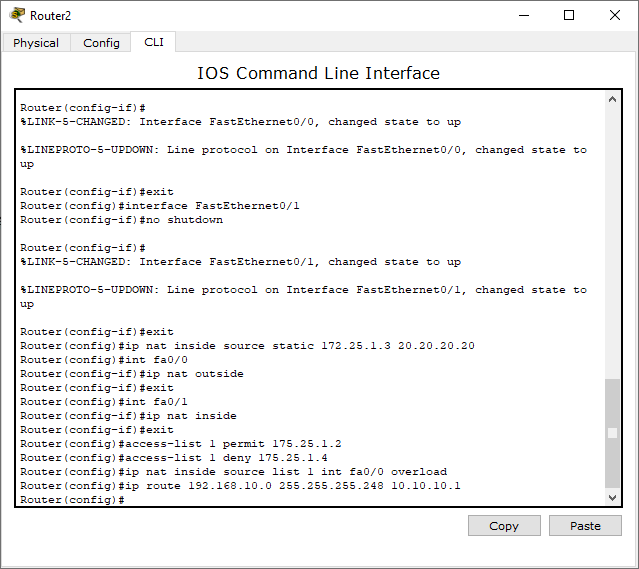 Router2
Physical Config CLI
IOS Command Line Interface
Router(config-if)#
%LINK-5-CHANGED: Interface FastEthernet0/0, changed state to up
%LINEPROTO-5-UPDOWN: Line protocol on Interface FastEthernet0/0, changed state to
up
Router(config-if)#exit
Router(config)#interface FastEthernet0/1
Router(config-if)#no shutdown
Router(config-if)#
%LINK-5-CHANGED: Interface FastEthernet0/1, changed state to up
%LINEPROTO-5-UPDOWN: Line protocol on Interface FastEthernet0/1, changed state to
up
Router(config-if)#exit
Router(config)#ip nat inside source static 172.25.1.3 20.20.20.20
Router(config)#int fa0/0
Router(config-if)#ip nat outside
Router(config-if)#exit
Router(config)#int fa0/1
Router(config-if)#ip nat inside
Router(config-if)#exit
Router(config)#access-list 1 permit 175.25.1.2
Router(config)#access-list 1 deny 175.25.1.4
Router(config)#ip nat inside source list 1 int fa0/0 overload
Router(config)#ip route 192.168.10.0 255.255.255.248 10.10.10.1
Router(config)#
Copy Paste